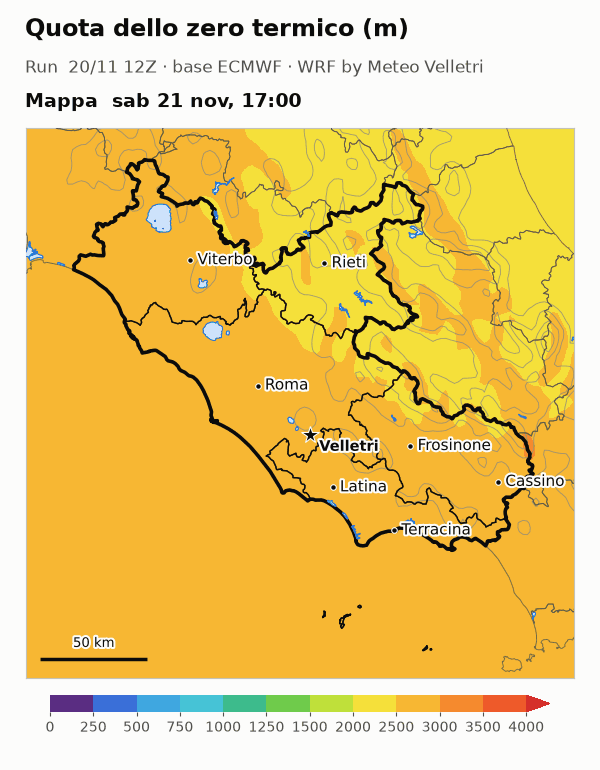 Quota dello zero termico (m)
Run 20/11 12Z · base ECMWF · WRF by Meteo Velletri
Mappa sab 21 nov, 17:00
Viterbo
Rieti
Roma
Velletri
Frosinone
Latina
Cassino
Terracina
50 km
0 250 500 750 1000 1250 1500 2000 2500 3000 3500 4000